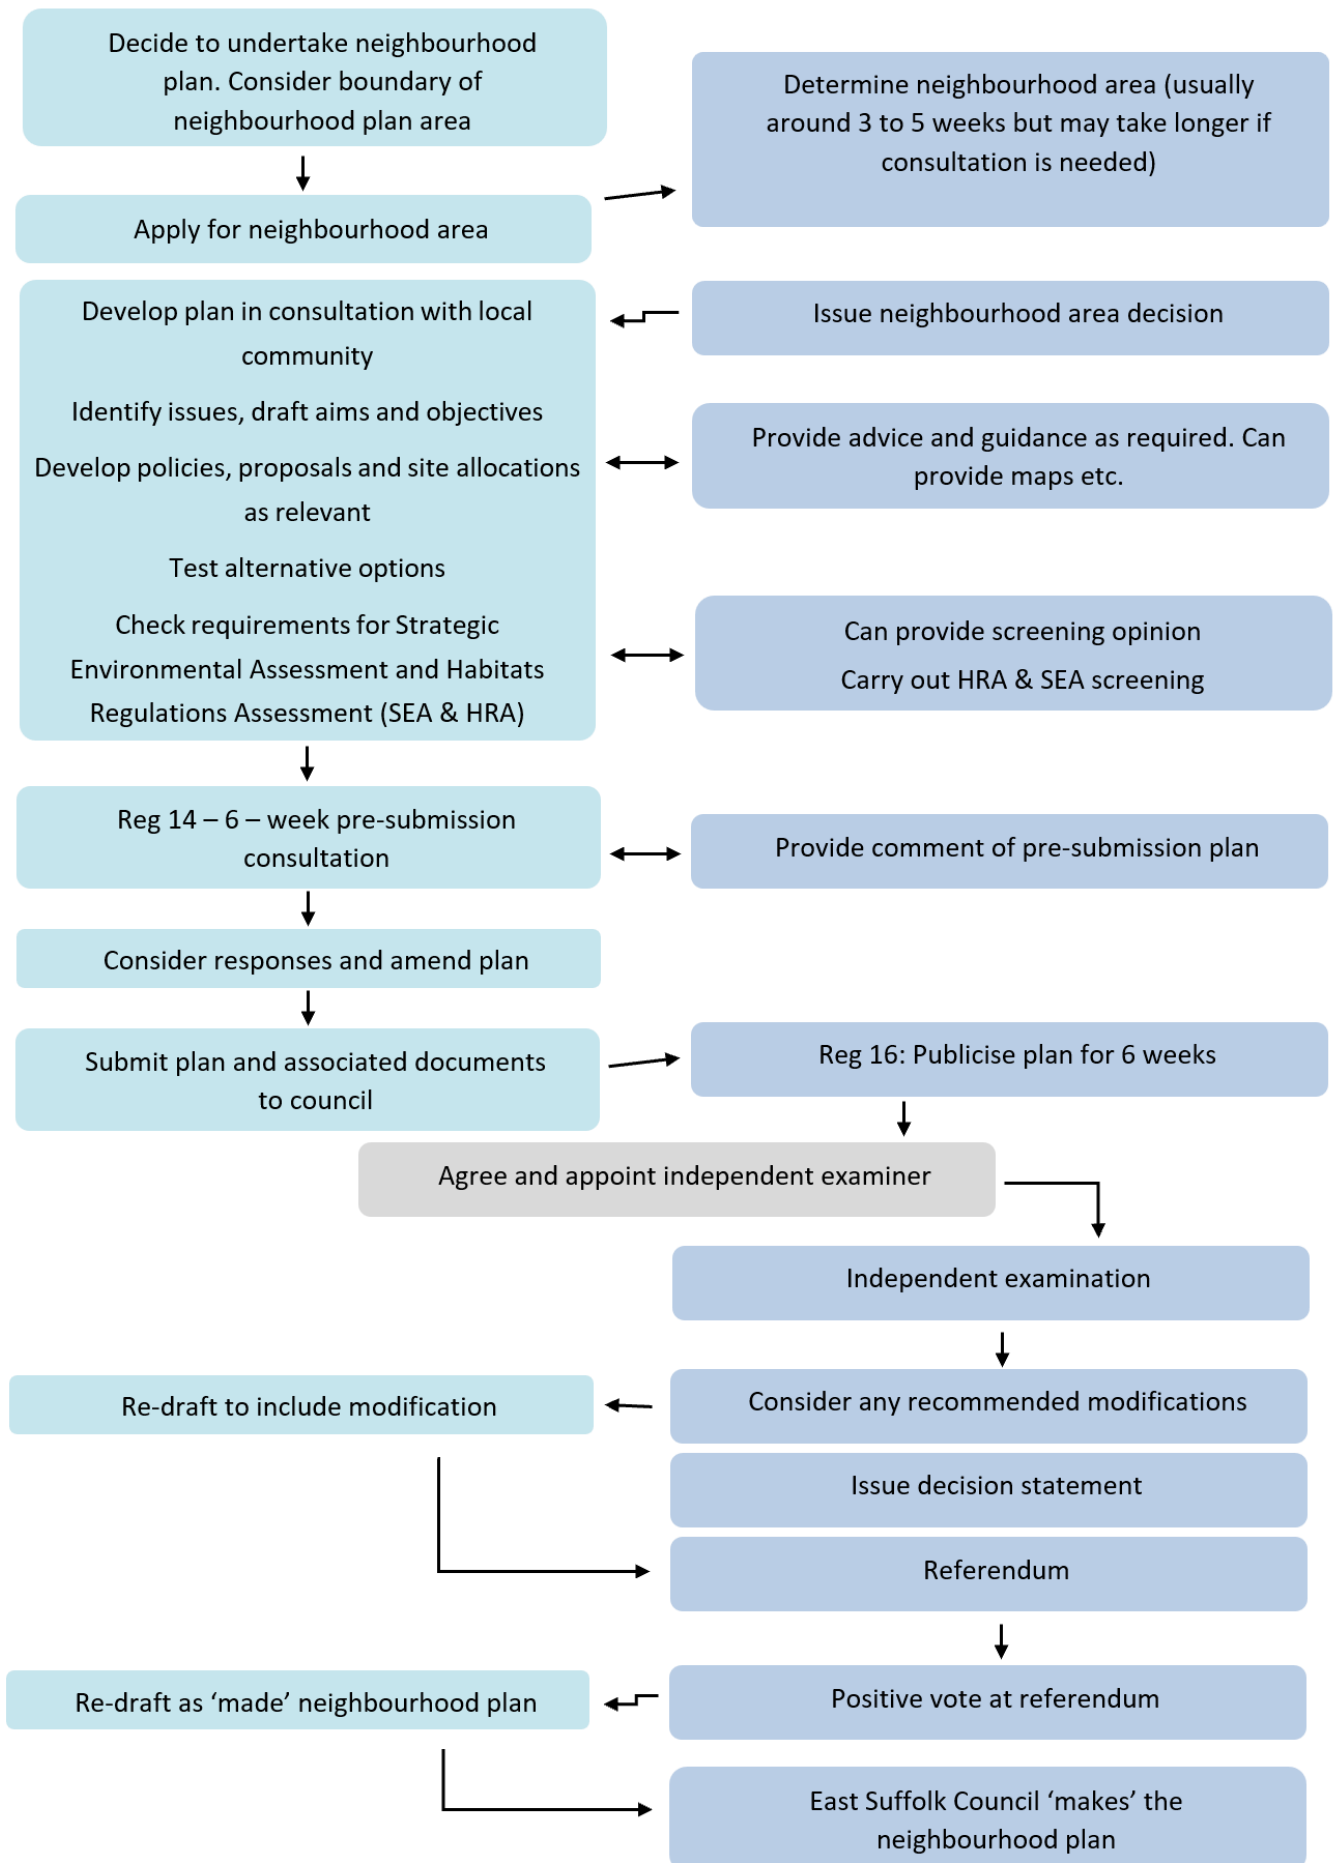 Decide to undertake neighbourhood
plan. Consider boundary of
neighbourhood plan area
Determine neighbourhood area (usually
around 3 to 5 weeks but may take longer if
consultation is needed)
Apply for neighbourhood area
Develop plan in consultation with local
community
Identify issues, draft aims and objectives
Develop policies, proposals and site allocations
as relevant
Test alternative options
Check requirements for Strategic
Environmental Assessment and Habitats
Regulations Assessment (SEA & HRA)
Issue neighbourhood area decision
Provide advice and guidance as required. Can
provide maps etc.
Can provide screening opinion
Carry out HRA & SEA screening
Reg 14 – 6 – week pre-submission
consultation
Provide comment of pre-submission plan
Consider responses and amend plan
Submit plan and associated documents
to council
Reg 16: Publicise plan for 6 weeks
Agree and appoint independent examiner
Independent examination
Consider any recommended modifications
Re-draft to include modification
Issue decision statement
Referendum
Positive vote at referendum
Re-draft as ‘made’ neighbourhood plan
East Suffolk Council ‘makes’ the
neighbourhood plan